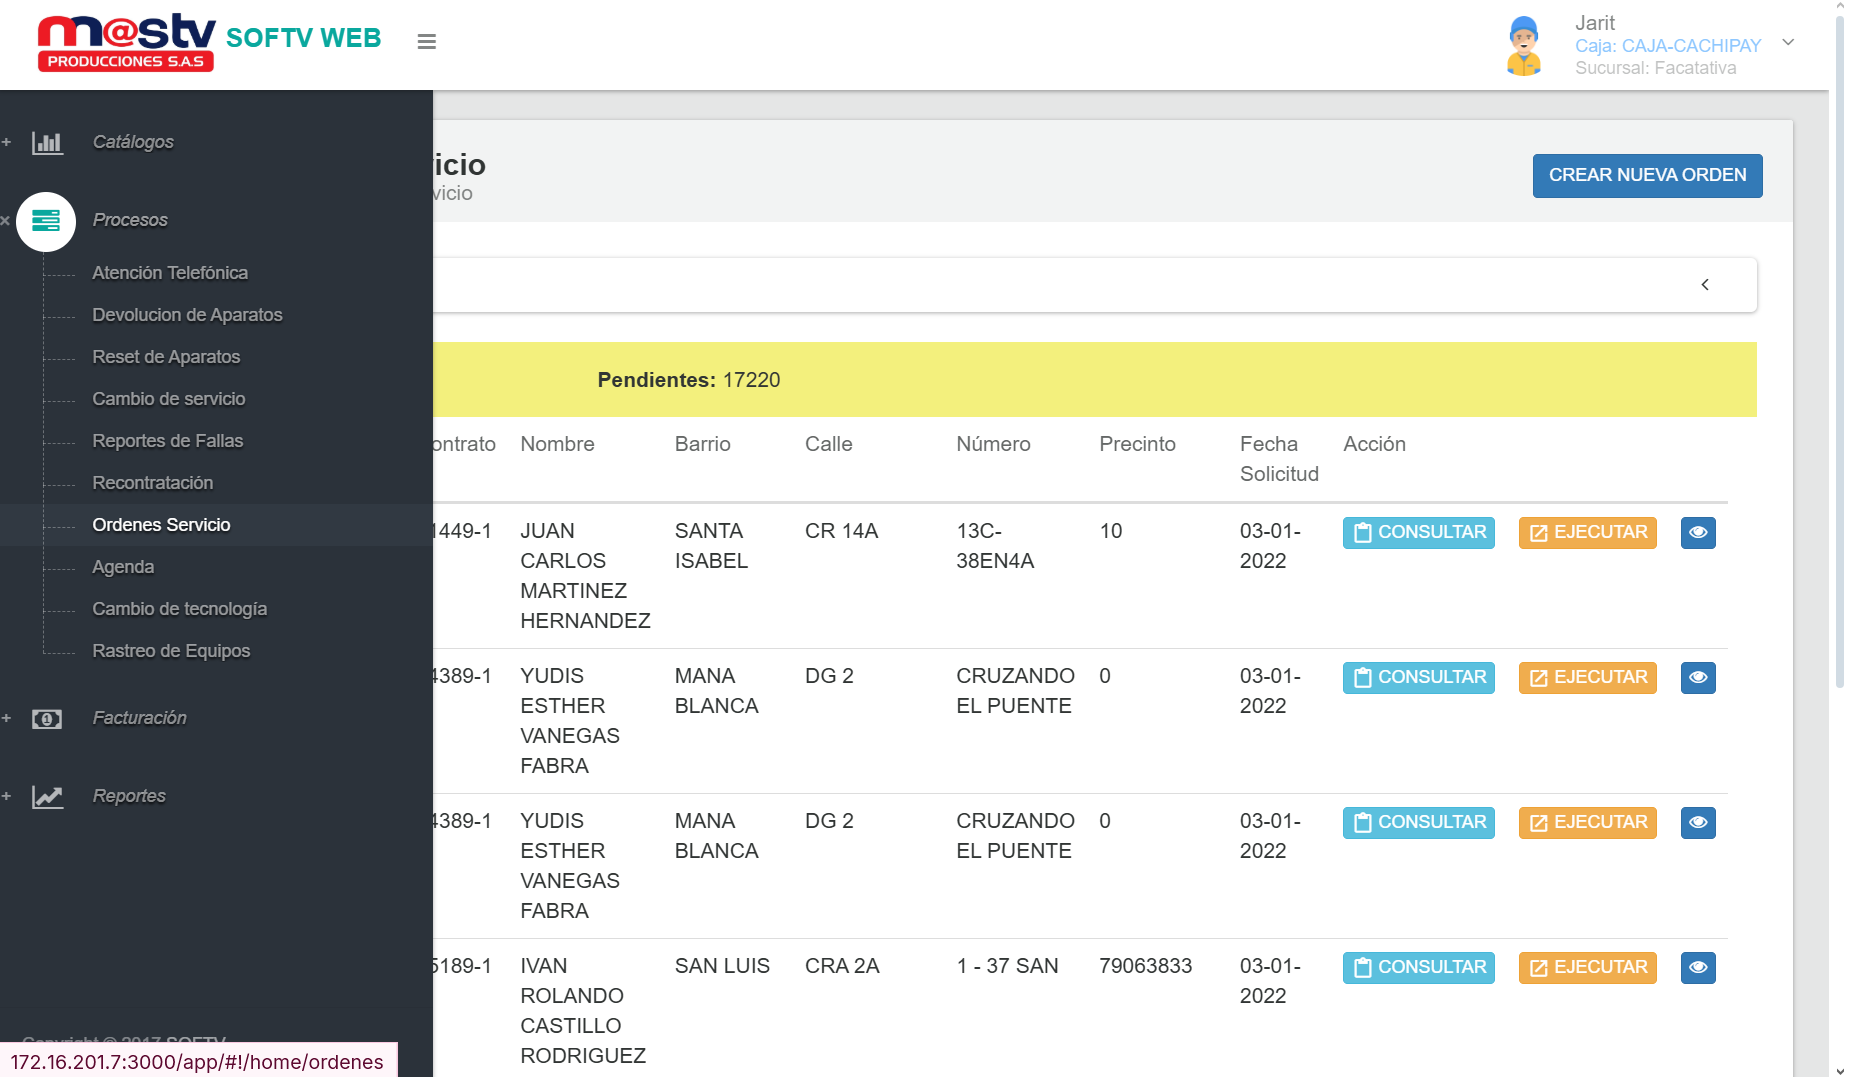 m@stv
PRODUCCIONES S.A.S
SOFTV WEB
Jarit
Caja: CAJA-CACHIPAY
Sucursal: Facatativa
Catálogos
Procesos
Atención Telefónica
Devolucion de Aparatos
Reset de Aparatos
Cambio de servicio
Reportes de Fallas
Recontratación
Ordenes Servicio
Agenda
Cambio de tecnología
Rastreo de Equipos
Facturación
Reportes
Copyright © 2017 SOFTV
172.16.201.7:3000/app/#!/home/ordenes
icio
vicio
CREAR NUEVA ORDEN
Pendientes: 17220
ontrato Nombre Barrio Calle Número Precinto Fecha Acción
Solicitud
1449-1 JUAN SANTA CR 14A 13C- 10 03-01- CONSULTAR EJECUTAR
CARLOS ISABEL 38EN4A 2022
MARTINEZ
HERNANDEZ
4389-1 YUDIS MANA DG 2 CRUZANDO 0 03-01- CONSULTAR EJECUTAR
ESTHER BLANCA EL PUENTE 2022
VANEGAS
FABRA
4389-1 YUDIS MANA DG 2 CRUZANDO 0 03-01- CONSULTAR EJECUTAR
ESTHER BLANCA EL PUENTE 2022
VANEGAS
FABRA
5189-1 IVAN SAN LUIS CRA 2A 1 - 37 SAN 79063833 03-01- CONSULTAR EJECUTAR
ROLANDO 2022
CASTILLO
RODRIGUEZ